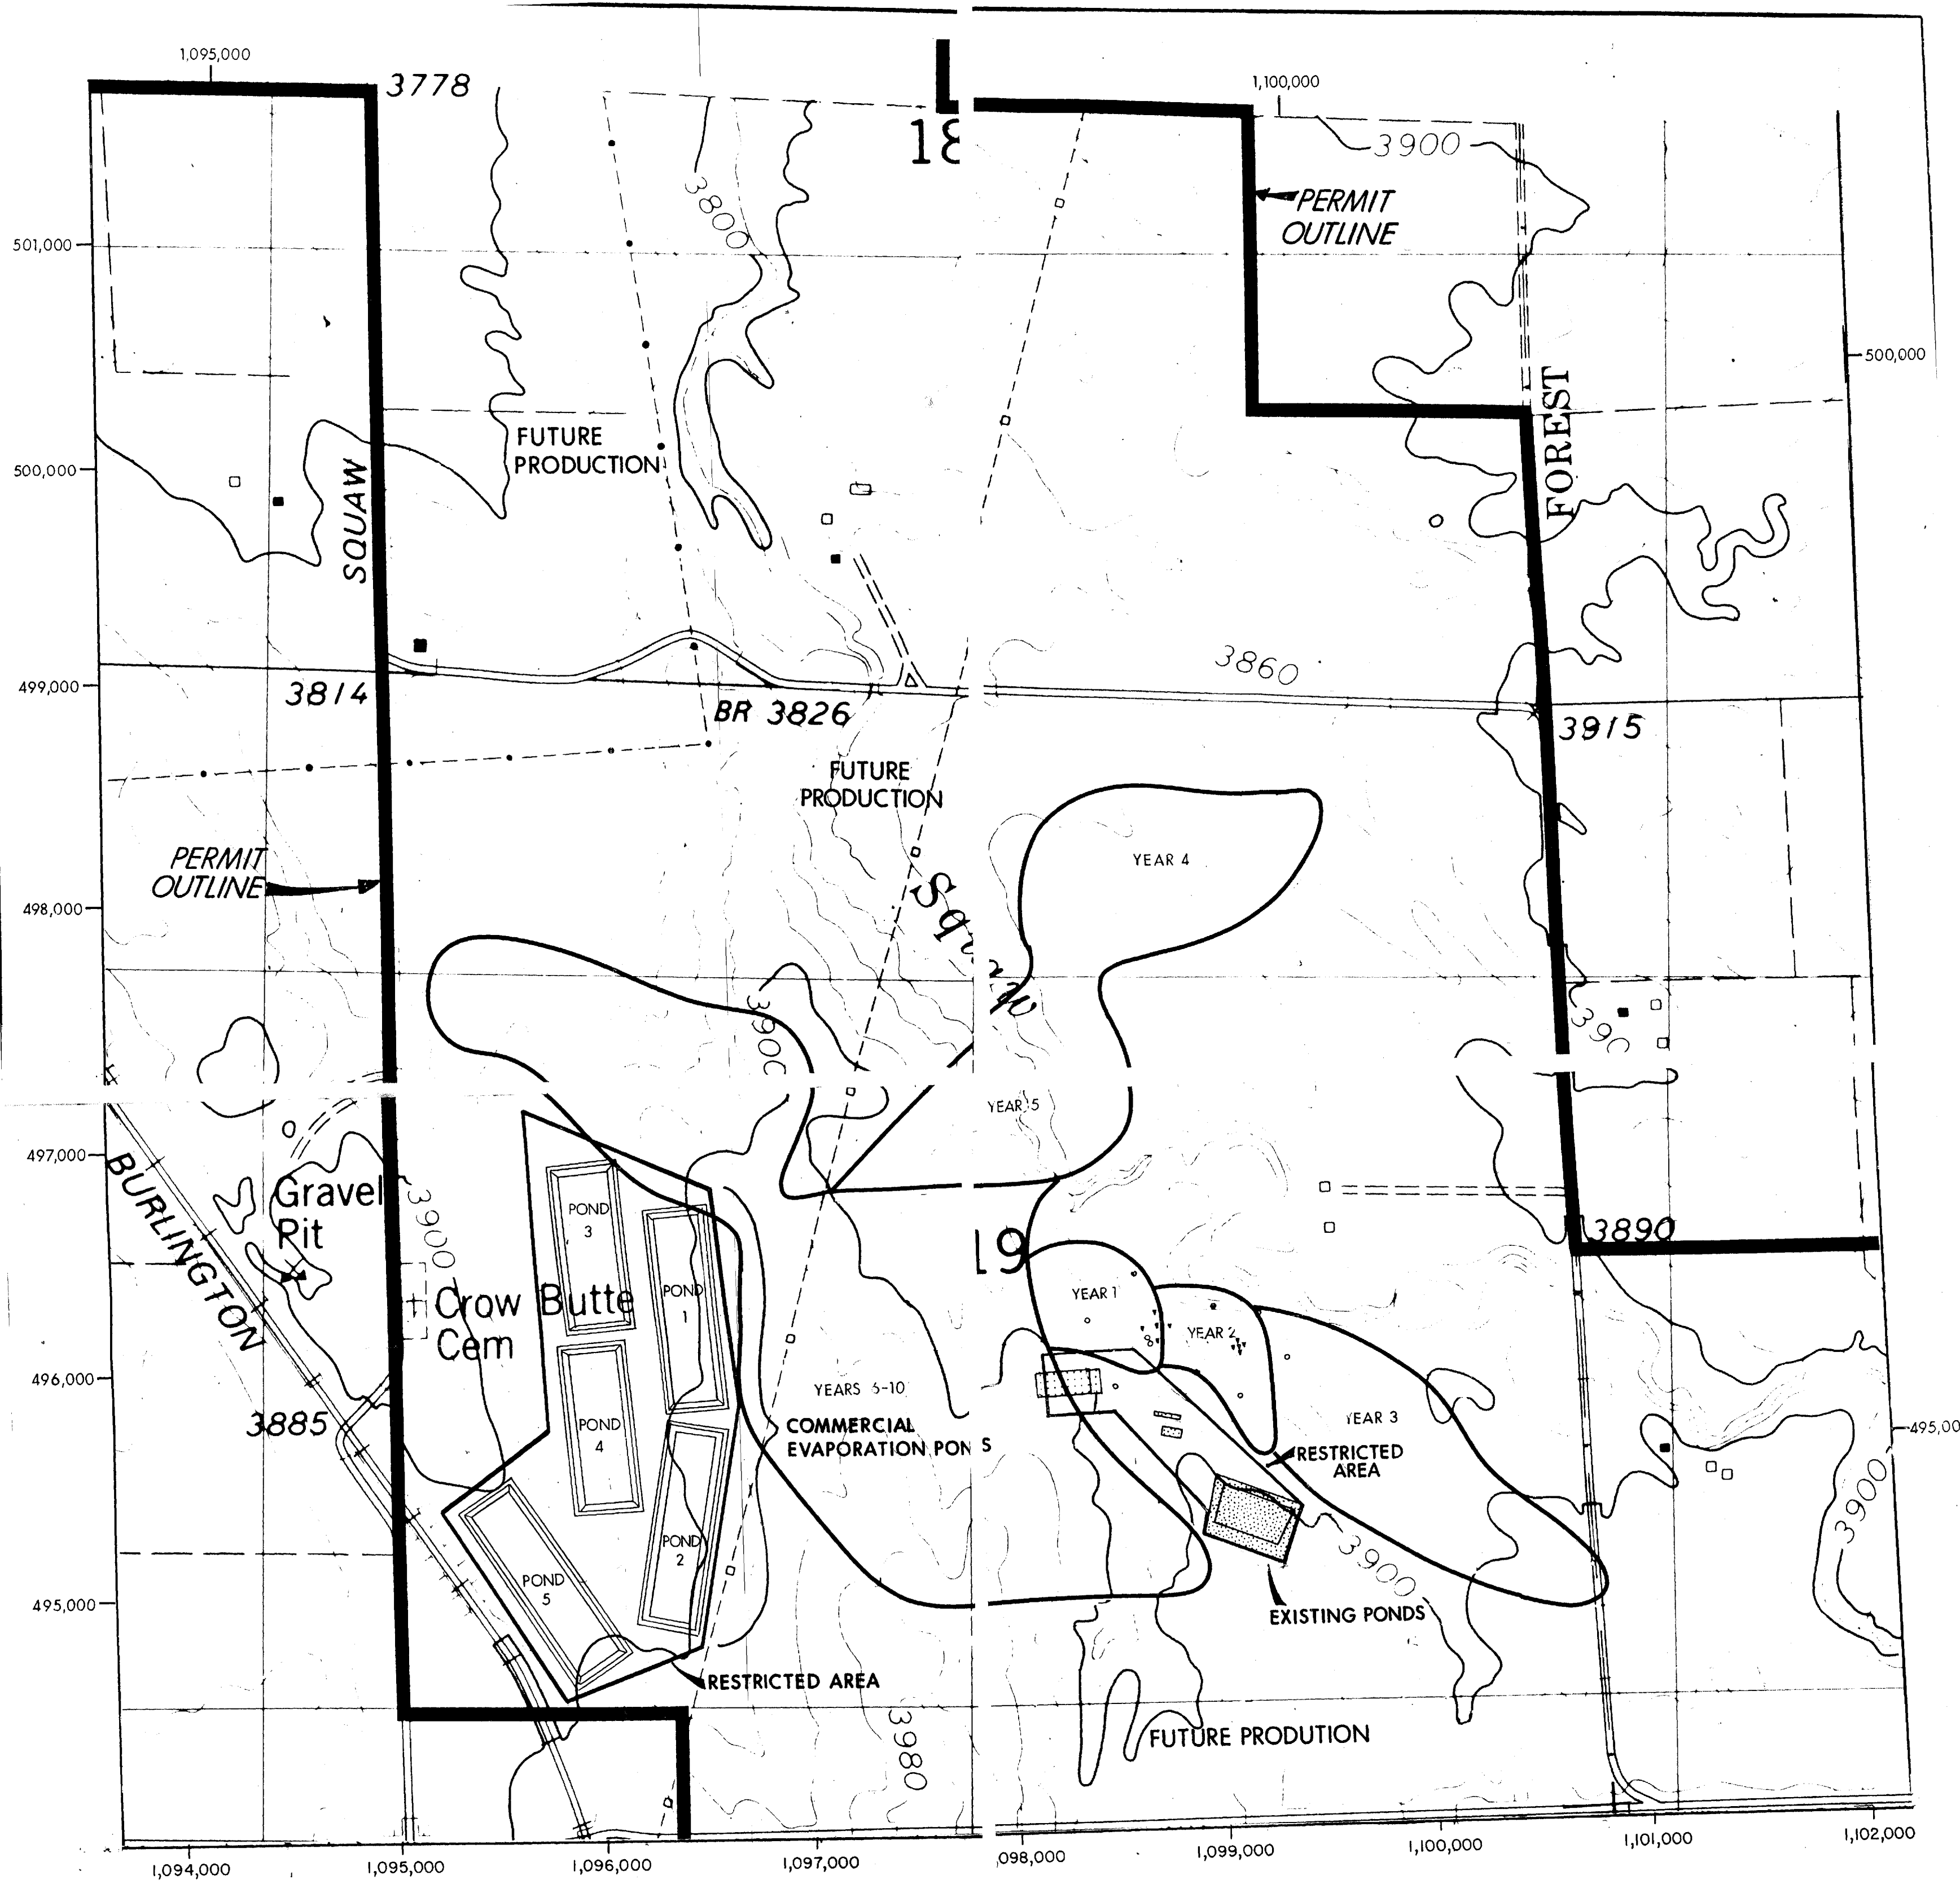 1,095,000
3778
1,100,000
18
3900
PERMIT
OUTLINE
3800
501,000
500,000
FOREST
FUTURE
PRODUCTION
500,000
SQUAW
3860
499,000
3814
BR 3826
3915
FUTURE
PRODUCTION
PERMIT
OUTLINE
YEAR 4
498,000
Squaw
390C
YEAR 5
497,000
BURLINGTON
Gravel
Pit
3900
POND
3
POND
1
19
3890
YEAR 1
YEAR 2
Crow Butte
Cem
496,000
3885
POND
4
YEARS 6-10
COMMERCIAL
EVAPORATION PON S
YEAR 3
RESTRICTED
AREA
495,0
3900
POND
2
POND
5
495,000
3900
EXISTING PONDS
RESTRICTED AREA
3980
FUTURE PRODUTION
1,094,000
1,095,000
1,096,000
1,097,000
,098,000
1,099,000
1,100,000
1,101,000
1,102,000